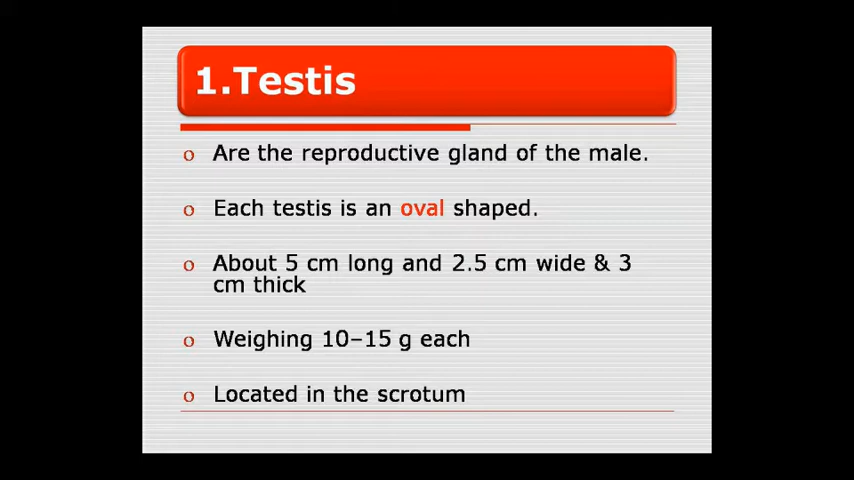 1.Testis
o Are the reproductive gland of the male.
o Each testis is an oval shaped.
o About 5 cm long and 2.5 cm wide & 3
cm thick
o Weighing 10–15 g each
o Located in the scrotum